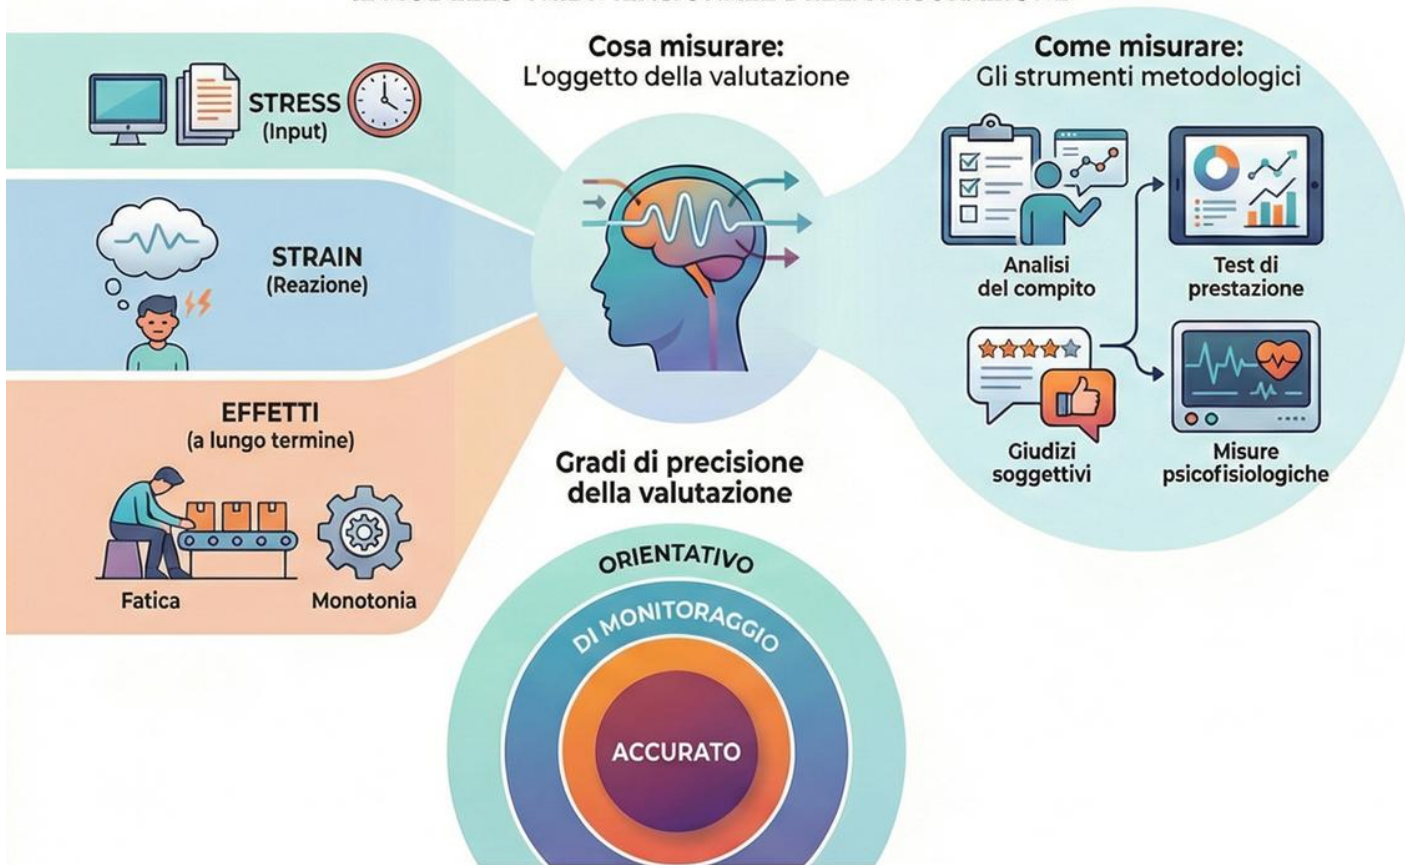 Cosa misurare:
L'oggetto della valutazione
Come misurare:
Gli strumenti metodologici
STRESS
(Input)
STRAIN
(Reazione)
EFFETTI
(a lungo termine)
Fatica
Monotonia
Analisi
del compito
Test di
prestazione
Giudizi
soggettivi
Misure
psicofisiologiche
Gradi di precisione
della valutazione
ORIENTATIVO
DI MONITORAGGIO
ACCURATO